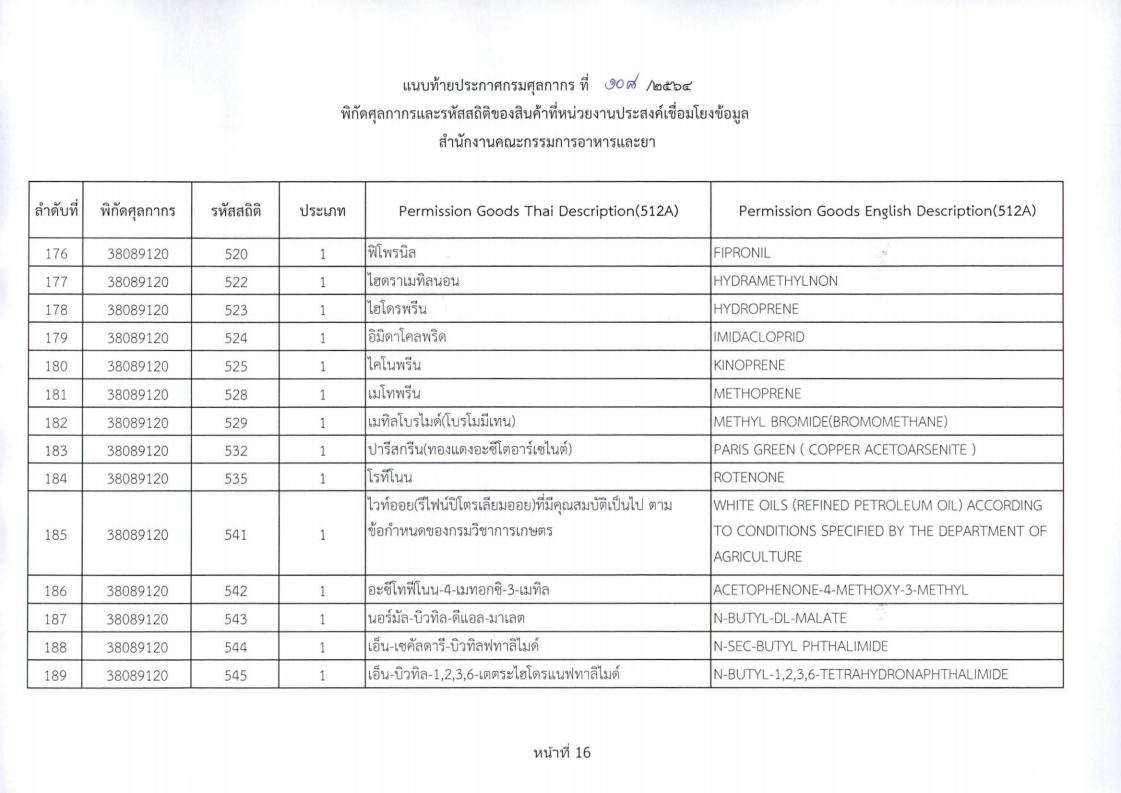 แนบท้ายประกาศกรมศุลกากร ที่ ๑๐๘ /๒๕๖๔
พิกัดศุลกากรและรหัสสถิติของสินค้าที่หน่วยงานประสงค์เชื่อมโยงข้อมูล
สำนักงานคณะกรรมการอาหารและยา
ลำดับที่ พิกัดศุลกากร รหัสสถิติ ประเภท Permission Goods Thai Description(512A) Permission Goods English Description(512A)
176 38089120 520 1 ฟิโพรนิล FIPRONIL
177 38089120 522 1 ไฮดราเมทิลนอน HYDRAMETHYLNON
178 38089120 523 1 ไฮโดรพรีน HYDROPRENE
179 38089120 524 1 อิมิดาโคลพริด IMIDACLOPRID
180 38089120 525 1 ไคโนพรีน KINOPRENE
181 38089120 528 1 เมโทพรีน METHOPRENE
182 38089120 529 1 เมทิลโบรไมด์(โบรโมมีเทน) METHYL BROMIDE(BROMOMETHANE)
183 38089120 532 1 ปารีสกรีน(ทองแดงอะซีโตอาร์เซไนต์) PARIS GREEN ( COPPER ACETOARSENITE )
184 38089120 535 1 โรทีโนน ROTENONE
185 38089120 541 1 ไวท์ออย(รีไฟน์ปิโตรเลียมออย)ที่มีคุณสมบัติเป็นไป ตาม WHITE OILS (REFINED PETROLEUM OIL) ACCORDING
ข้อกำหนดของกรมวิชาการเกษตร TO CONDITIONS SPECIFIED BY THE DEPARTMENT OF
AGRICULTURE
186 38089120 542 1 อะซีโทฟีโนน-4-เมทอกซิ-3-เมทิล ACETOPHENONE-4-METHOXY-3-METHYL
187 38089120 543 1 นอร์มัล-บิวทิล-ดีแอล-มาเลต N-BUTYL-DL-MALATE
188 38089120 544 1 เอ็น-เซคัลดารี-บิวทิลฟทาลิไมด์ N-SEC-BUTYL PHTHALIMIDE
189 38089120 545 1 เอ็น-บิวทิล-1,2,3,6-เตตระไฮโดรแนฟทาลิไมด์ N-BUTYL-1,2,3,6-TETRAHYDRONAPHTHALIMIDE
หน้าที่ 16